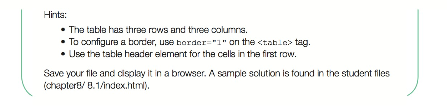 Hints:
• The table has three rows and three columns.
• To configure a border, use border="1" on the <table> tag.
• Use the table header element for the cells in the first row.
Save your file and display it in a browser. A sample solution is found in the student files
(chapter8/ 8.1/index.html).